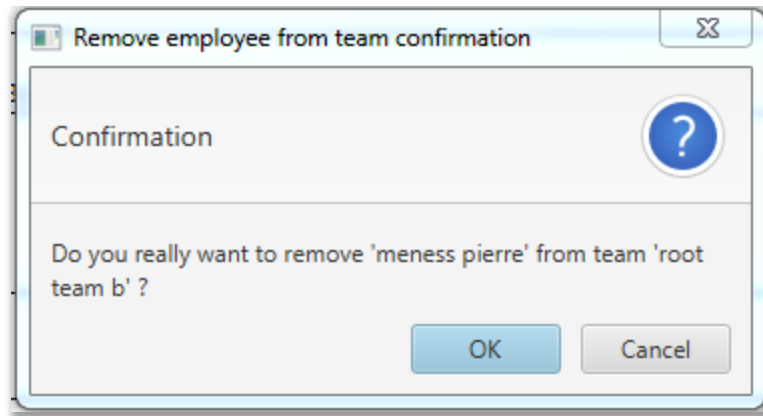 Remove employee from team confirmation
Confirmation
?
Do you really want to remove 'meness pierre' from team 'root
team b' ?
OK
Cancel